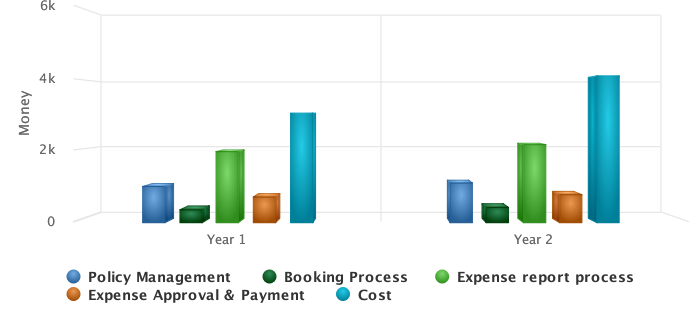 6k
4k
2k
0
Money
Year 1 Year 2
Policy Management Booking Process Expense report process
Expense Approval & Payment Cost